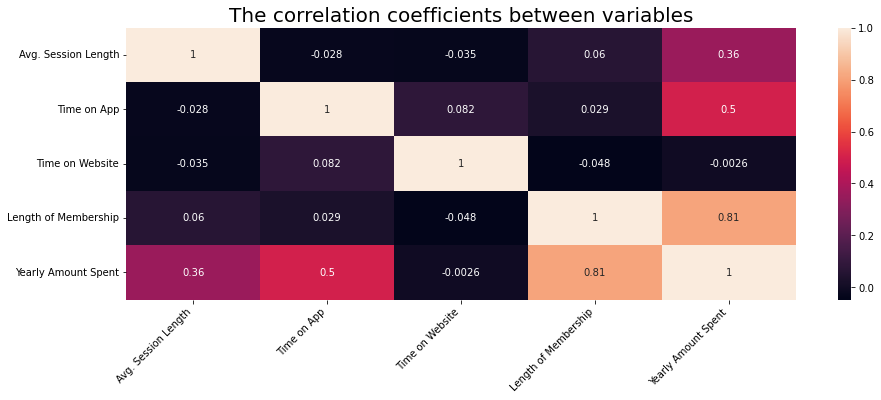 The correlation coefficients between variables
Avg. Session Length 1 -0.028 -0.035 0.06 0.36
Time on App -0.028 1 0.082 0.029 0.5
Time on Website -0.035 0.082 1 -0.048 -0.0026
Length of Membership 0.06 0.029 -0.048 1 0.81
Yearly Amount Spent 0.36 0.5 -0.0026 0.81 1
Avg. Session Length
Time on App
Time on Website
Length of Membership
Yearly Amount Spent
1.0
0.8
0.6
0.4
0.2
0.0